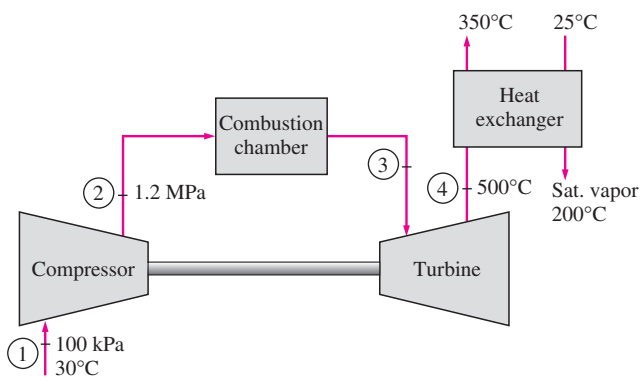 350°C
25°C
Heat
exchanger
Combustion
chamber
3
2
1.2 MPa
4
500°C
Sat. vapor
200°C
Compressor
Turbine
1
100 kPa
30°C